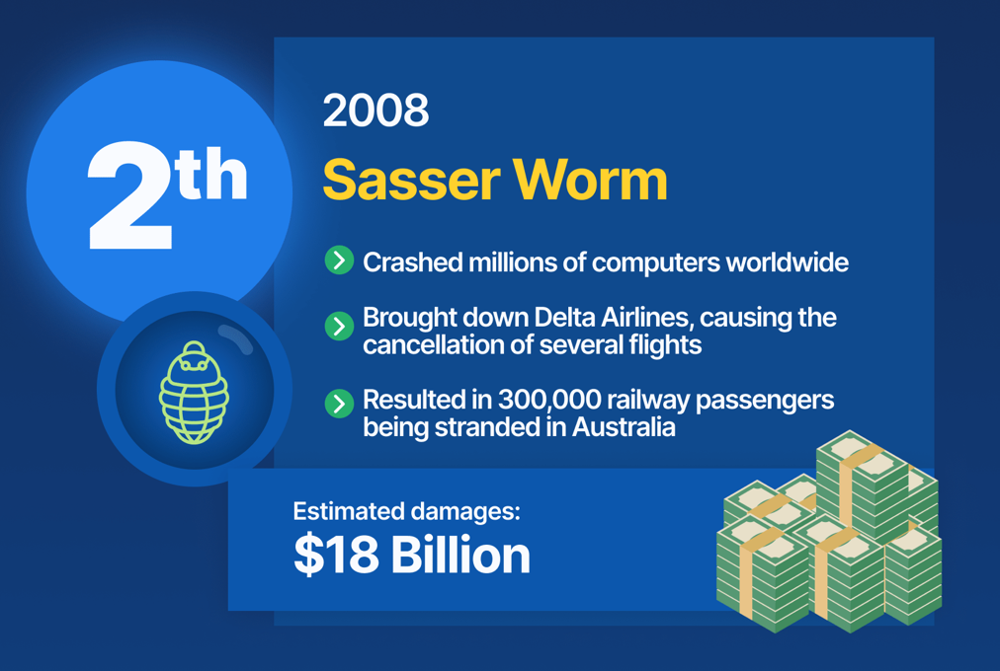 2th
2008
Sasser Worm
Crashed millions of computers worldwide
Brought down Delta Airlines, causing the
cancellation of several flights
Resulted in 300,000 railway passengers
being stranded in Australia
Estimated damages:
$18 Billion